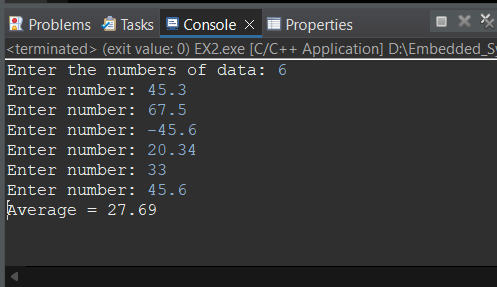 Problems Tasks Console Properties
<terminated> (exit value: 0) EX2.exe [C/C++ Application] D:\Embedded_Sy
Enter the numbers of data: 6
Enter number: 45.3
Enter number: 67.5
Enter number: -45.6
Enter number: 20.34
Enter number: 33
Enter number: 45.6
Average = 27.69